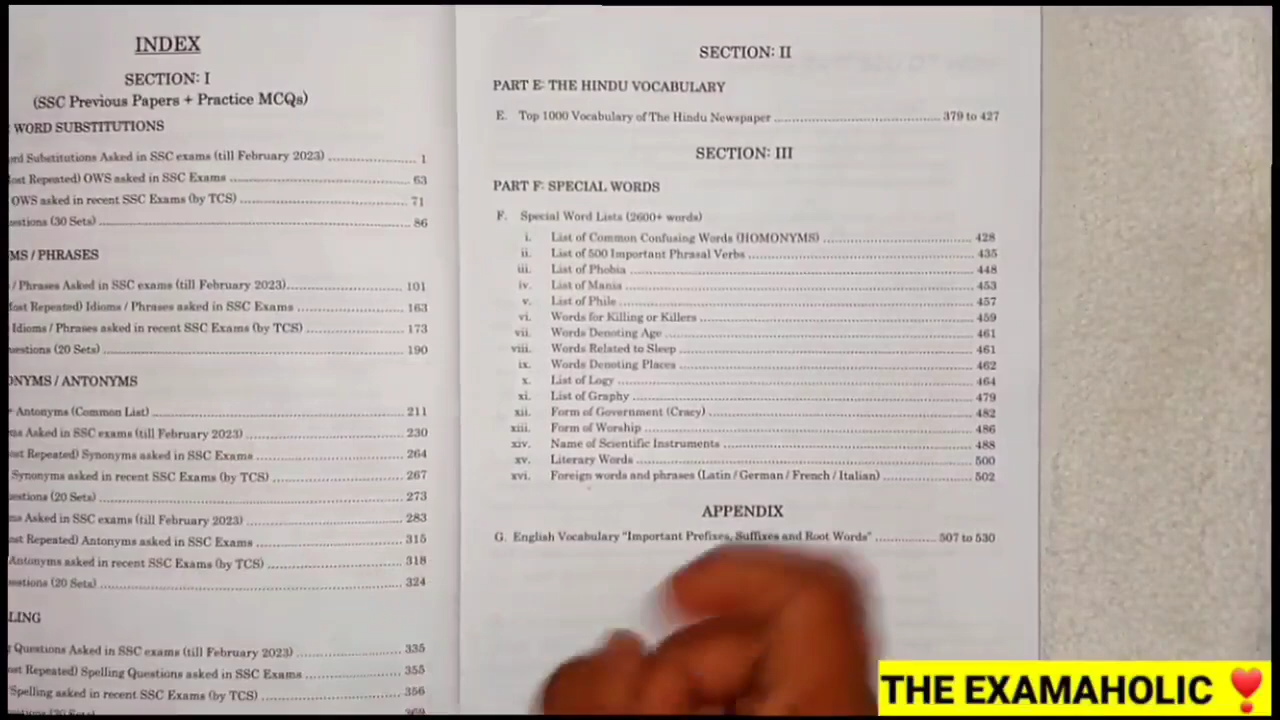 INDEX
SECTION: I
(SSC Previous Papers + Practice MCQs)
WORD SUBSTITUTIONS
Substitutions Asked in SSC exams (till February 2023) 1
Repeated) OWS asked in SSC Exams 63
OWS asked in recent SSC Exams (by TCS) 71
(30 Sets) 86
/ PHRASES
/ Phrases Asked in SSC exams (till February 2023) 101
Repeated) Idioms / Phrases asked in SSC Exams 163
Idioms / Phrases asked in recent SSC Exams (by TCS) 173
(20 Sets) 190
/ ANTONYMS
Antonyms (Common List) 211
Asked in SSC exams (till February 2023) 230
Repeated) Synonyms asked in SSC Exams 264
Synonyms asked in recent SSC Exams (by TCS) 267
(20 Sets) 273
Asked in SSC exams (till February 2023) 283
Repeated) Antonyms asked in SSC Exams 315
Antonyms asked in recent SSC Exams (by TCS) 318
(20 Sets) 324
LING
Questions Asked in SSC exams (till February 2023) 335
Repeated) Spelling Questions asked in SSC Exams 355
Spelling asked in recent SSC Exams (by TCS) 356
SECTION: II
PART E: THE HINDU VOCABULARY
E. Top 1000 Vocabulary of The Hindu Newspaper 379 to 427
SECTION: III
PART F: SPECIAL WORDS
F. Special Word Lists (2600+ words)
i. List of Common Confusing Words (HOMONYMS) 428
ii. List of 500 Important Phrasal Verbs 435
iii. List of Phobia 448
iv. List of Mania 453
v. List of Phile 457
vi. Words for Killing or Killers 459
vii. Words Denoting Age 461
viii. Words Related to Sleep 461
ix. Words Denoting Places 462
x. List of Logy 464
xi. List of Graphy 479
xii. Form of Government (Cracy) 482
xiii. Form of Worship 486
xiv. Name of Scientific Instruments 488
xv. Literary Words 500
xvi. Foreign words and phrases (Latin / German / French / Italian) 502
APPENDIX
G. English Vocabulary "Important Prefixes, Suffixes and Root Words" 507 to 530
THE EXAMAHOLIC